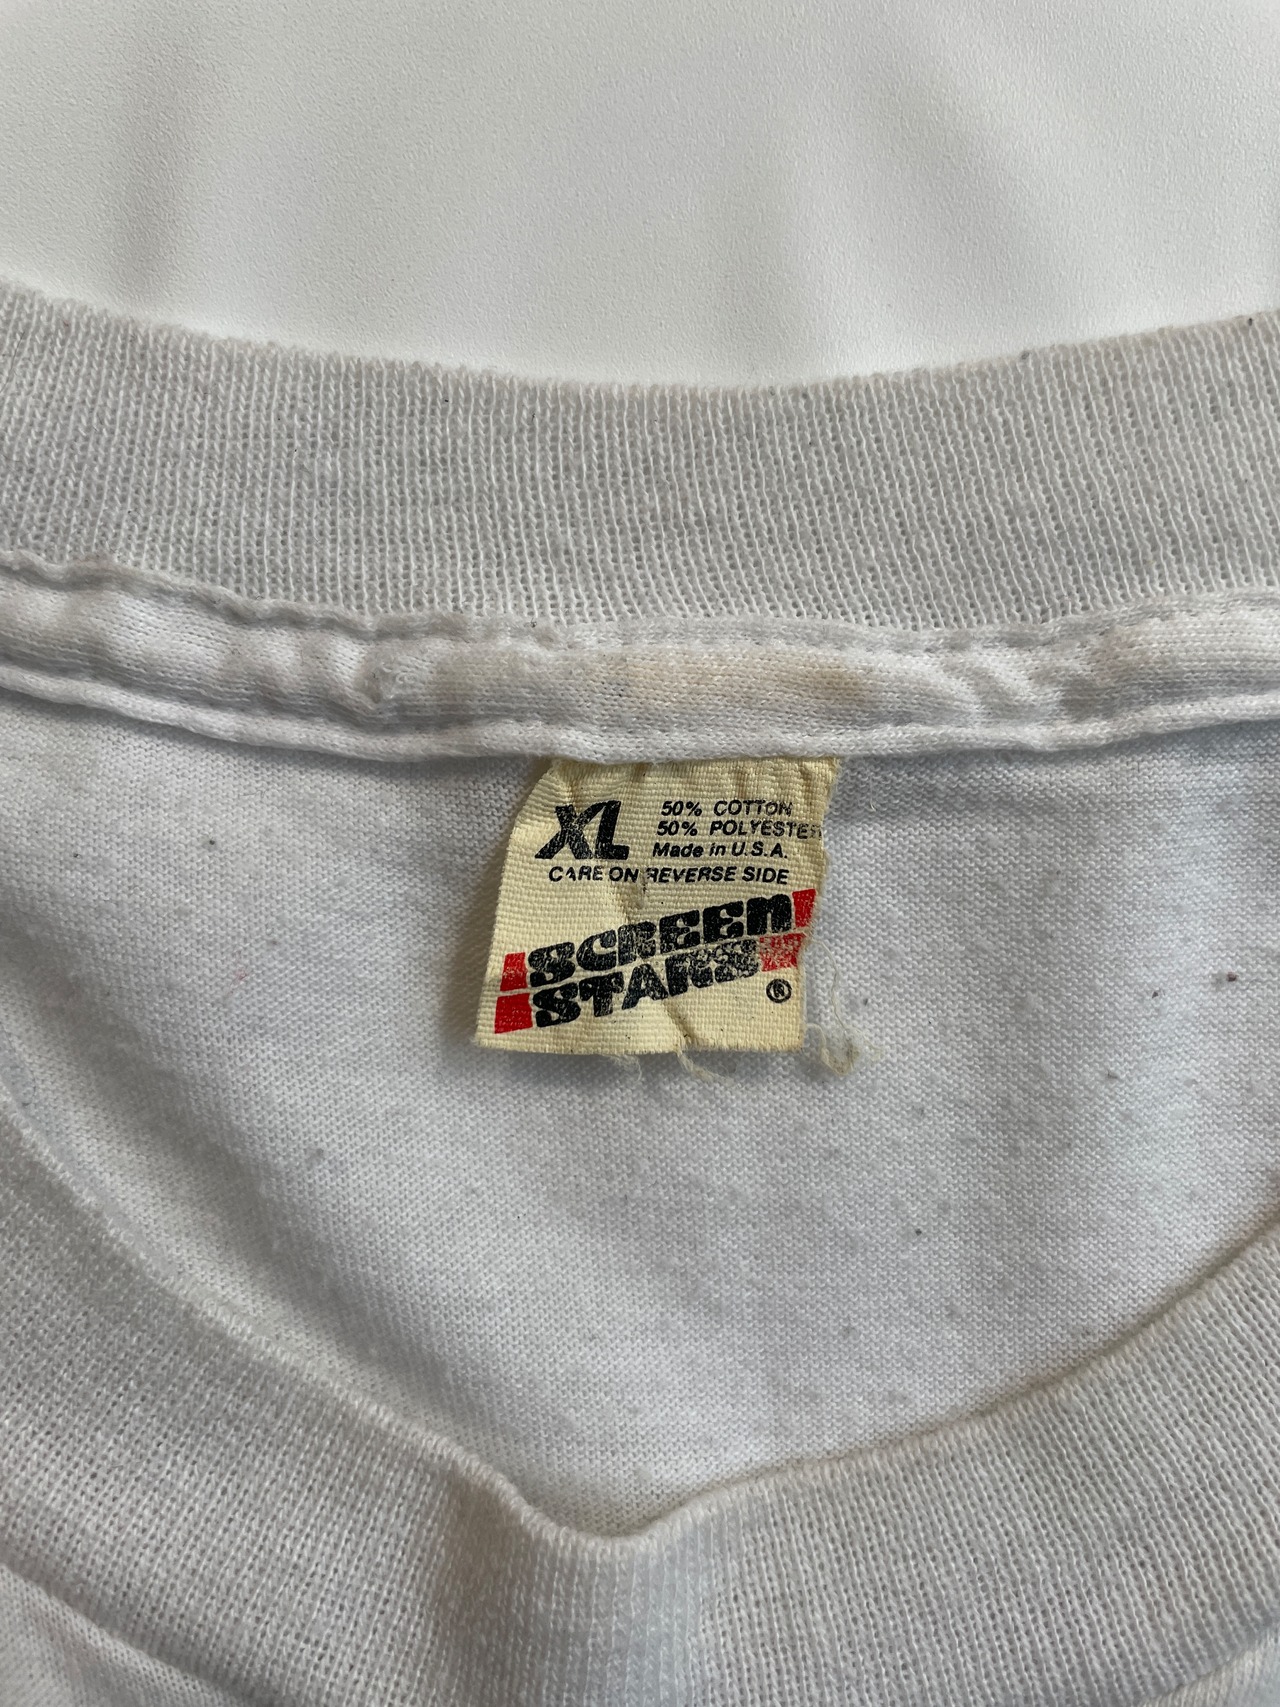 XL
50% COTTON
50% POLYESTER
Made in U.S.A.
CARE ON REVERSE SIDE
SCREEN
STARS
®